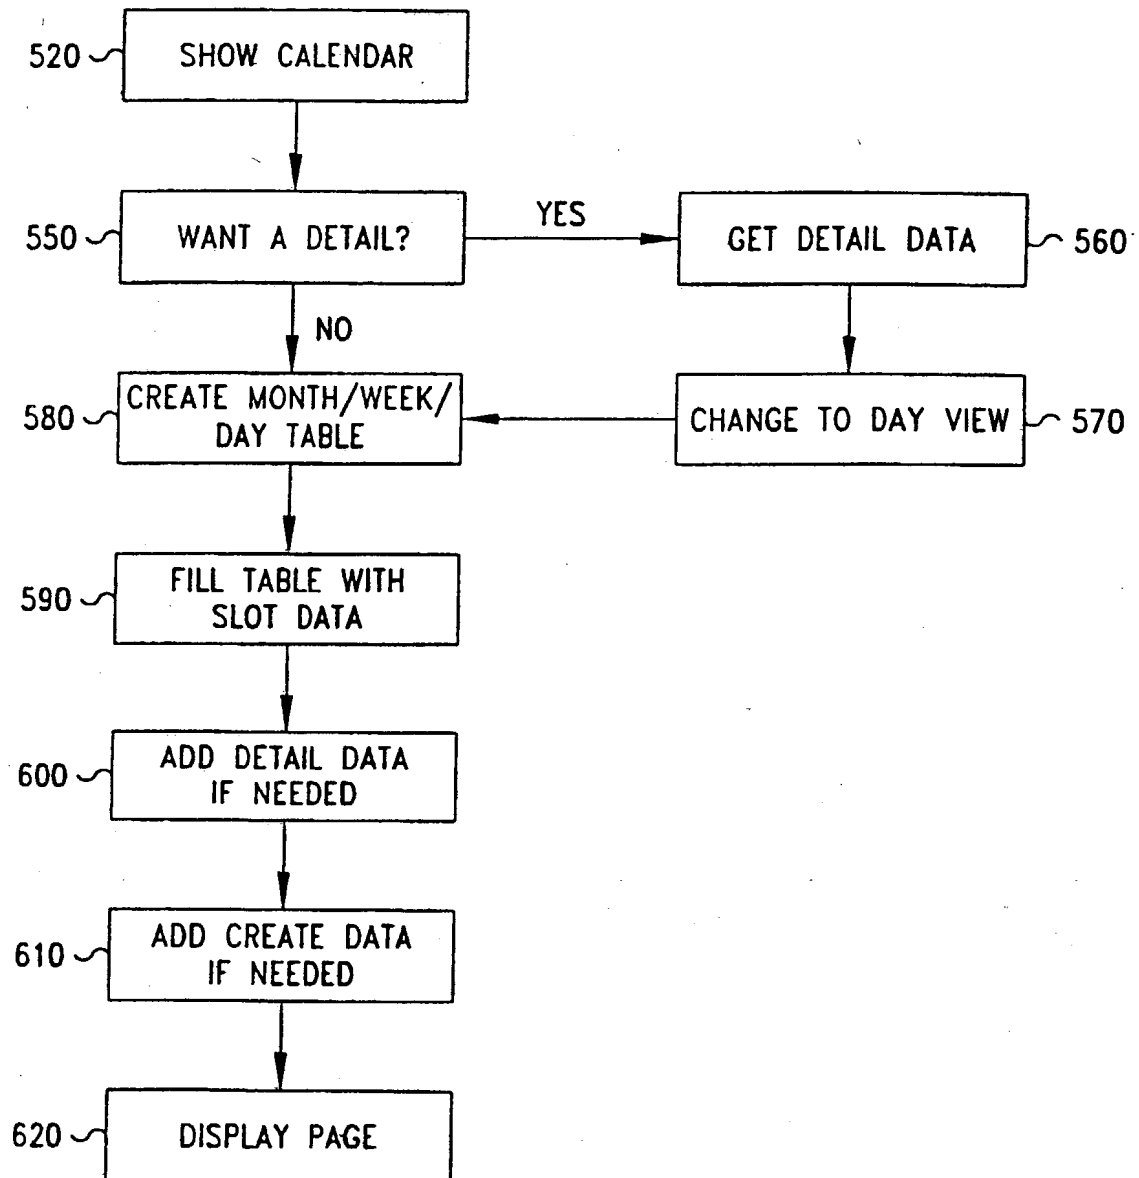 520 SHOW CALENDAR
550 WANT A DETAIL? YES GET DETAIL DATA 560
NO
580 CREATE MONTH/WEEK/
DAY TABLE
CHANGE TO DAY VIEW 570
590 FILL TABLE WITH
SLOT DATA
600 ADD DETAIL DATA
IF NEEDED
610 ADD CREATE DATA
IF NEEDED
620 DISPLAY PAGE